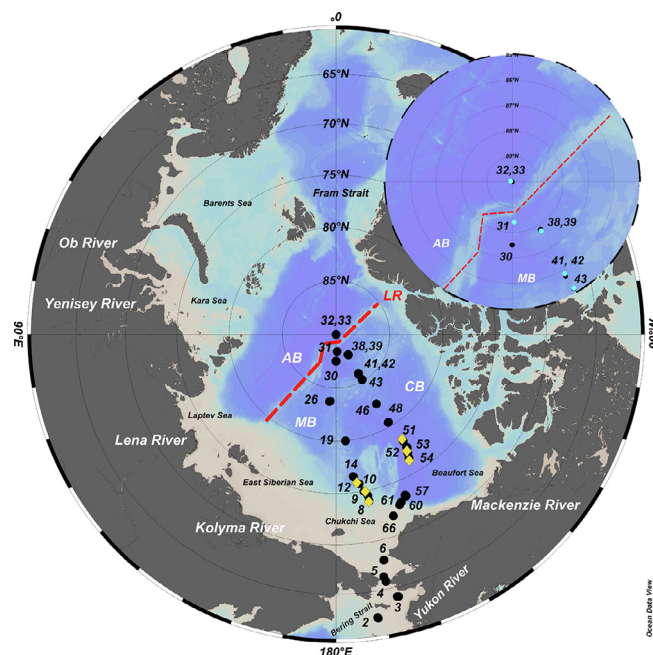 °0
65°N
70°N
75°N
Fram Strait
80°N
85°N
Barents Sea
Ob River
Yenisey River
Kara Sea
90°E
LR
32,33
31
38,39
AB
30
41,42
43
CB
26
46
48
Laptev Sea
MB
51
Lena River
19
53
52
54
Beaufort Sea
14
10
East Siberian Sea
12
9
8
57
61
60
Mackenzie River
Chukchi Sea
66
Kolyma River
6
5
4
3
Yukon River
Bering Strait
2
180°E
85°N
86°N
87°N
88°N
89°N
32,33
31
38,39
AB
30
41, 42
MB
43
Ocean Data View